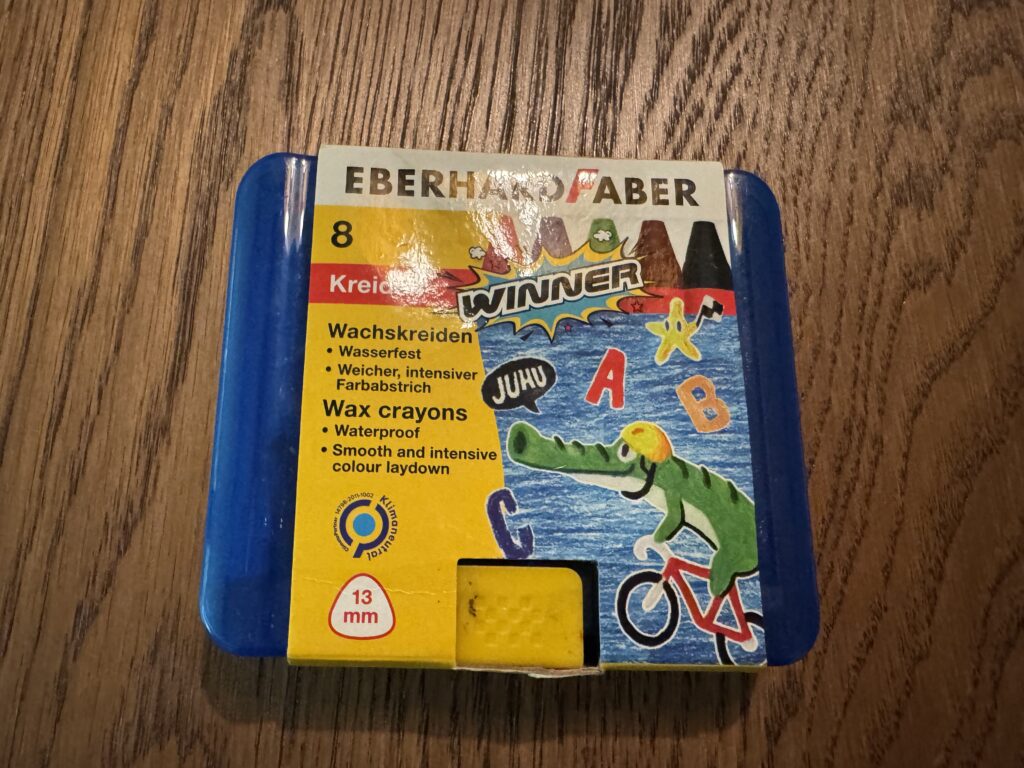 EBERHARD FABER
8
WINNER
Wachskreiden
• Wasserfest
• Weicher, intensiver
Farbabstrich
Wax crayons
• Waterproof
• Smooth and intensive
colour laydown
JUHU
A
B
C
Klimaneutral
13
mm